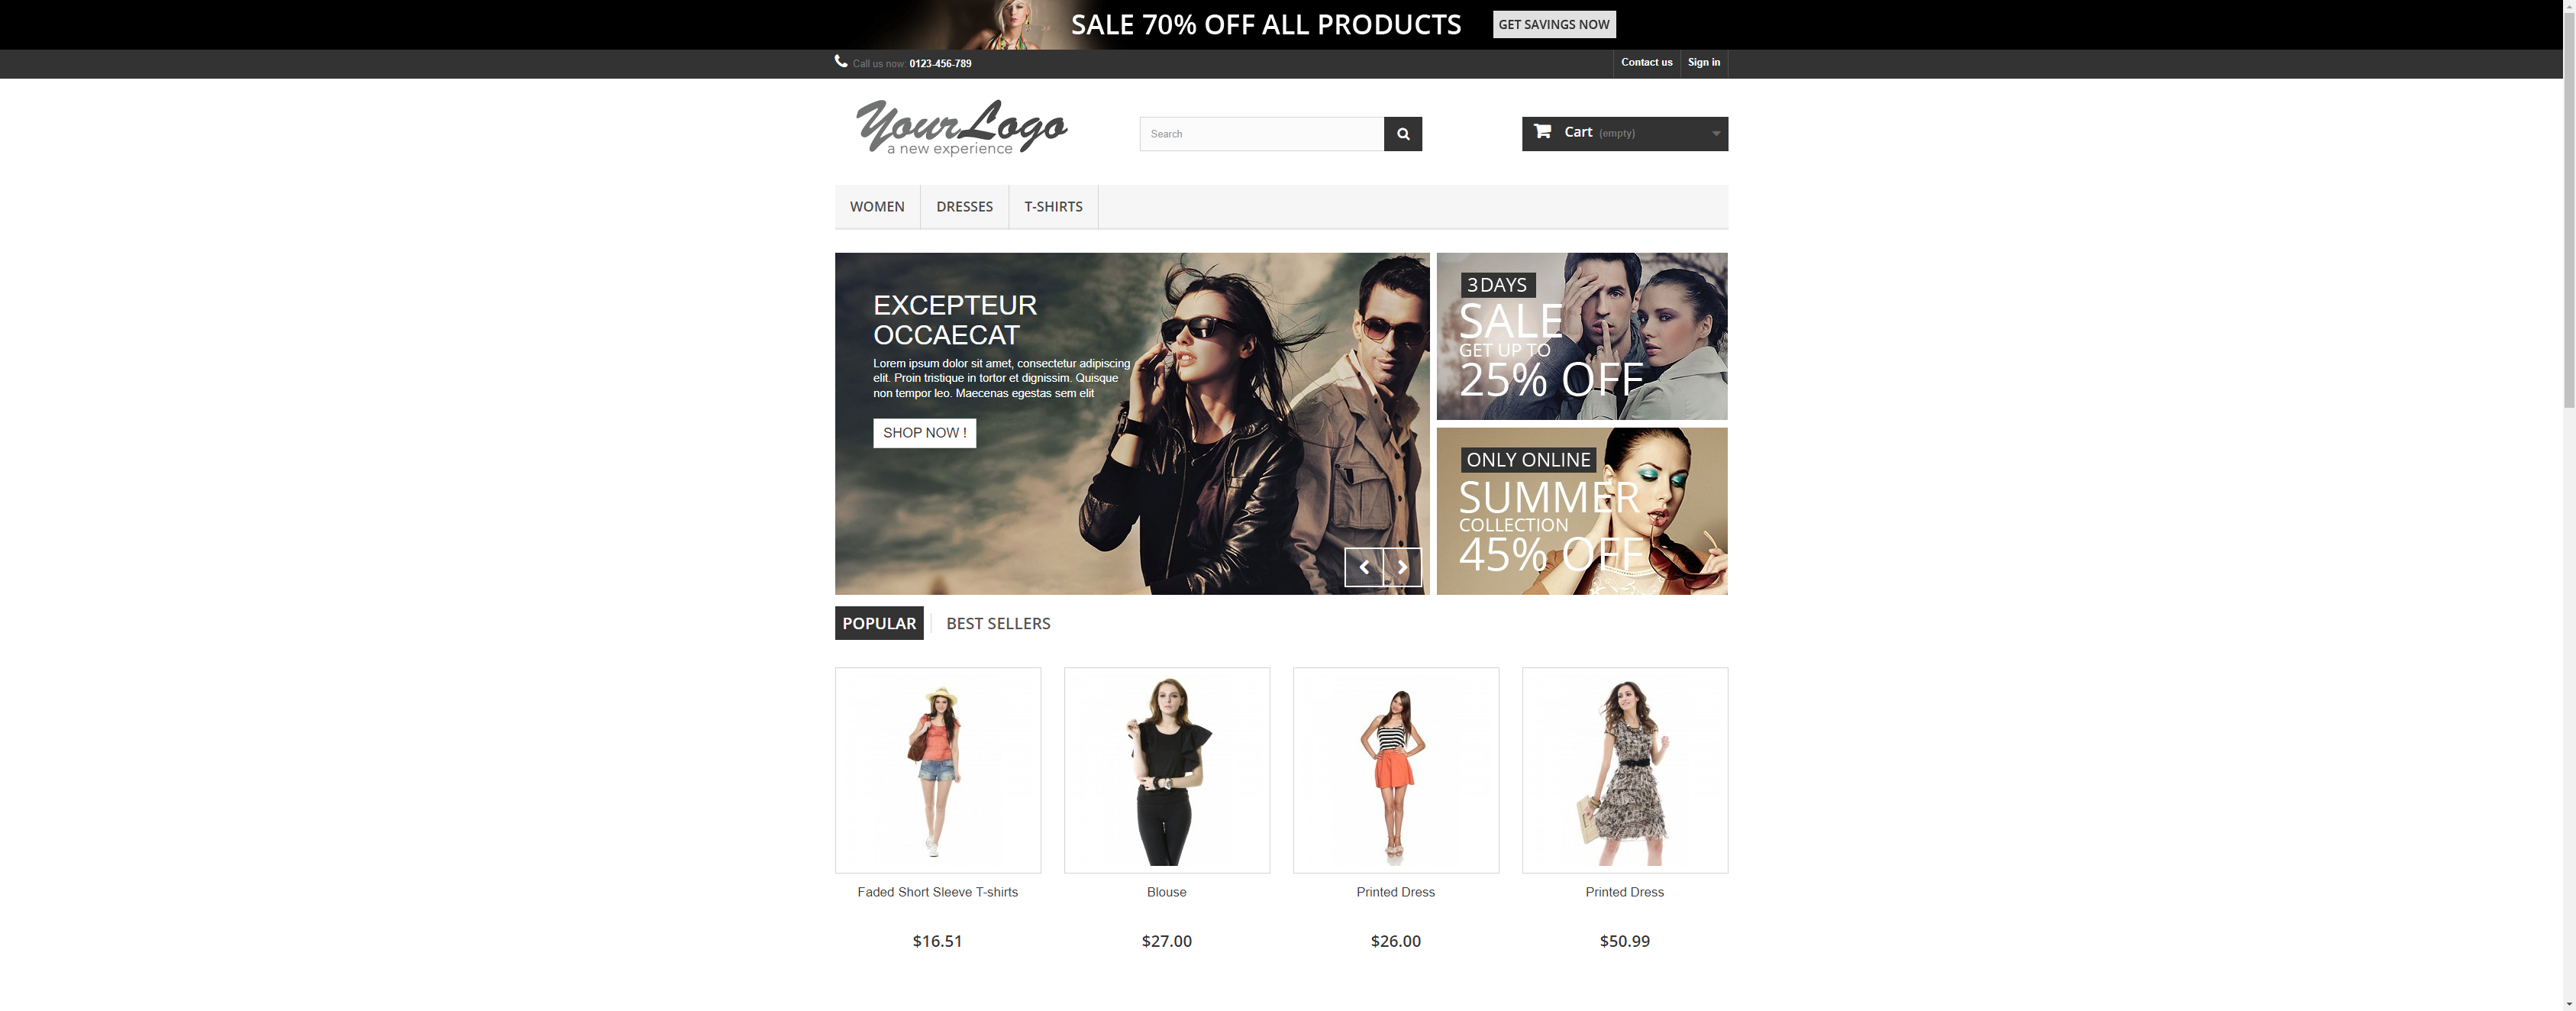 SALE 70% OFF ALL PRODUCTS GET SAVINGS NOW
Call us now: 0123-456-789 Contact us Sign in
Your Logo
a new experience
Search
Cart (empty)
WOMEN DRESSES T-SHIRTS
EXCEPTEUR
OCCAECAT
Lorem ipsum dolor sit amet, consectetur adipiscing
elit. Proin tristique in tortor et dignissim. Quisque
non tempor leo. Maecenas egestas sem elit
SHOP NOW !
3 DAYS
SALE
GET UP TO
25% OFF
ONLY ONLINE
SUMMER
COLLECTION
45% OFF
POPULAR BEST SELLERS
Faded Short Sleeve T-shirts Blouse Printed Dress Printed Dress
$16.51 $27.00 $26.00 $50.99